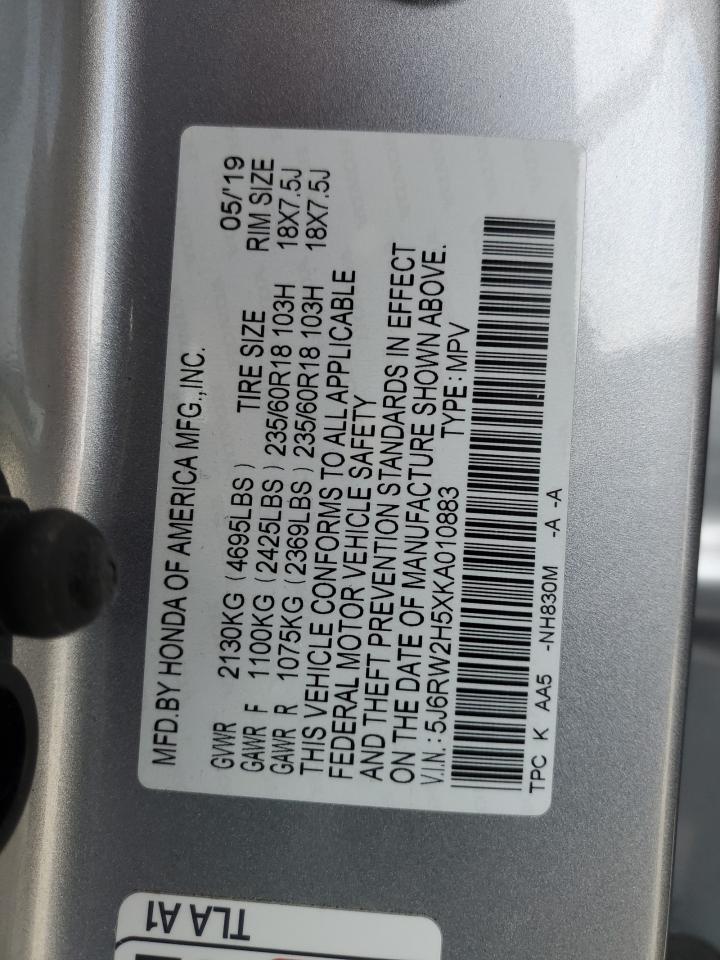 MFD.BY HONDA OF AMERICA MFG.,INC.
05/'19
GVWR 2130KG (4695LBS) TIRE SIZE RIM SIZE
GAWR F 1100KG (2425LBS) 235/60R18 103H 18X7.5J
GAWR R 1075KG (2369LBS) 235/60R18 103H 18X7.5J
THIS VEHICLE CONFORMS TO ALL APPLICABLE
FEDERAL MOTOR VEHICLE SAFETY
AND THEFT PREVENTION STANDARDS IN EFFECT
ON THE DATE OF MANUFACTURE SHOWN ABOVE.
V.I.N.: 5J6RW2H5XKA010883 TYPE : MPV
TPC K AA5 -NH830M -A -A
TLA A1